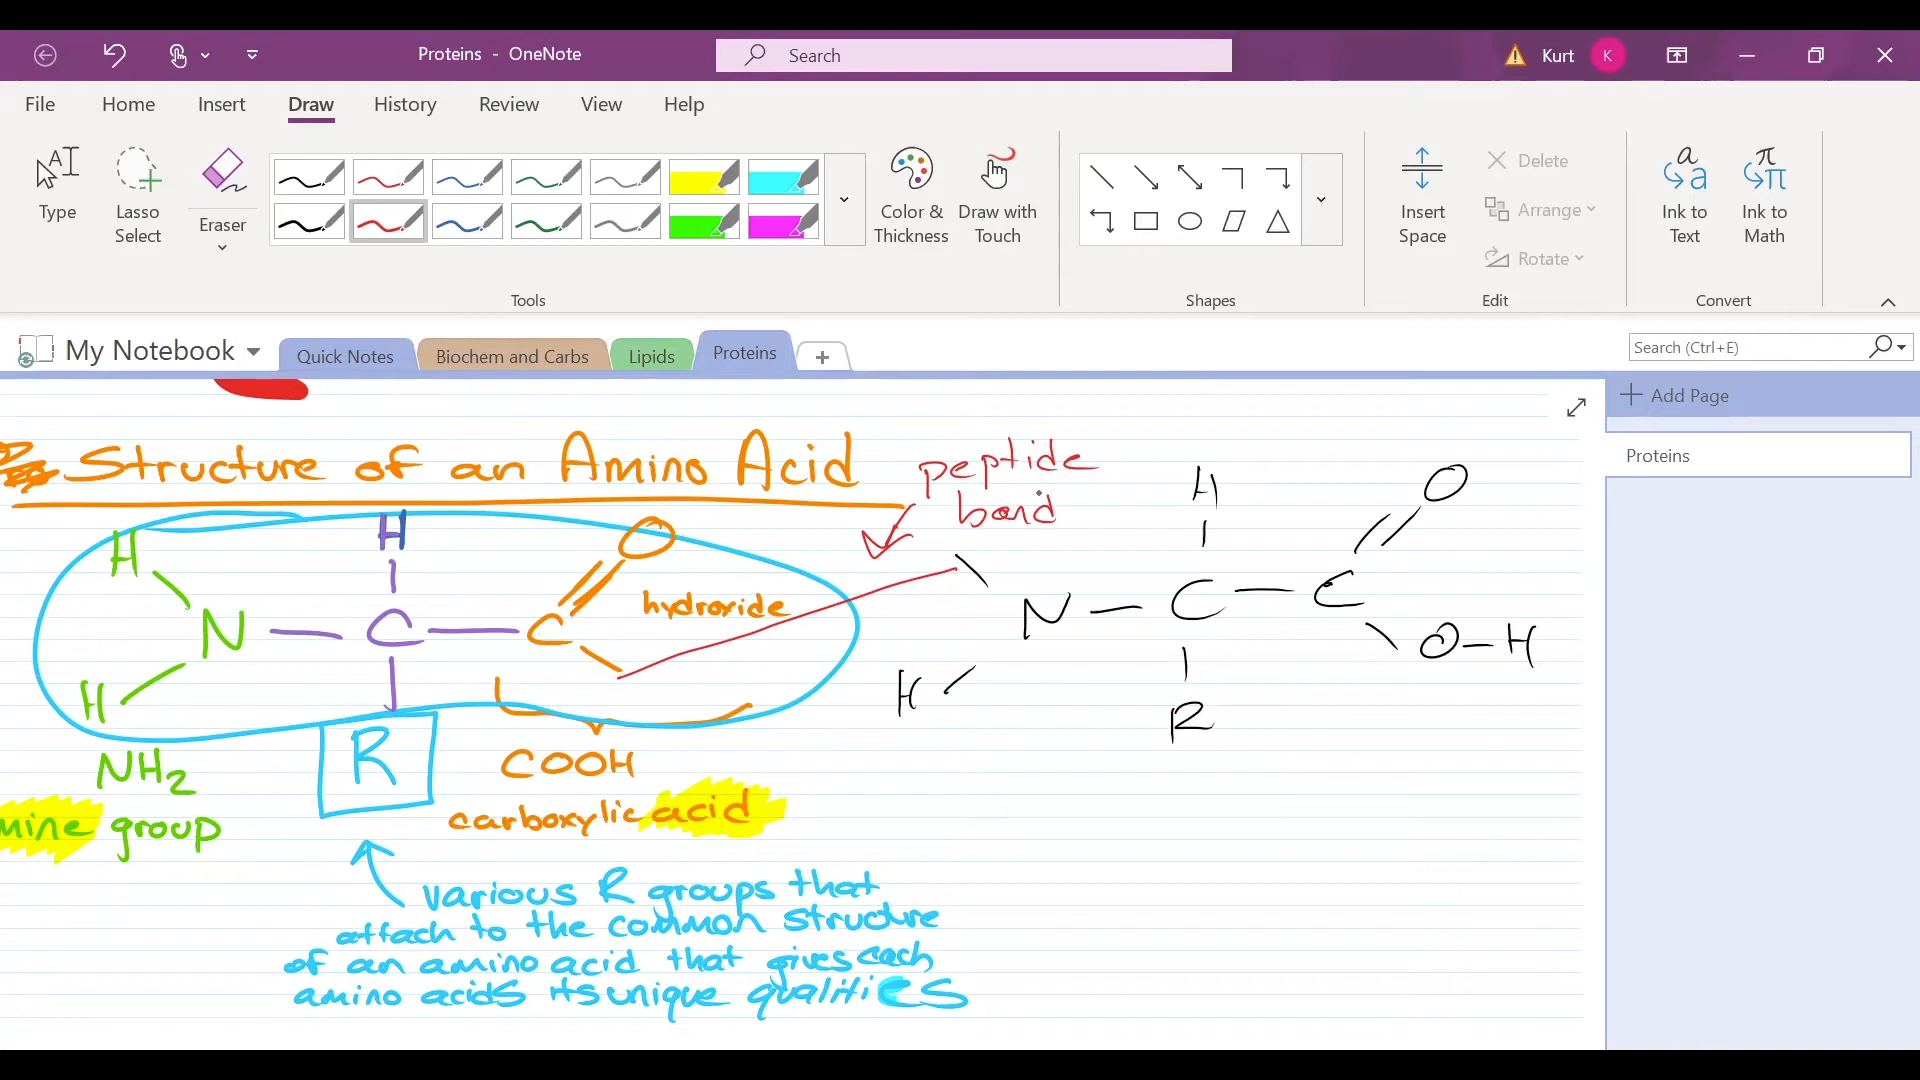 Proteins - OneNote
Search
Kurt
K
File Home Insert Draw History Review View Help
Type
Lasso Select
Eraser
Color & Thickness
Draw with Touch
Insert Space
Delete
Arrange
Rotate
Ink to Text
Ink to Math
Tools
Shapes
Edit
Convert
My Notebook
Quick Notes
Biochem and Carbs
Lipids
Proteins
Search (Ctrl+E)
Add Page
Proteins
Structure of an Amino Acid
peptide
bond
H
H
N — C — C
O
hydroxide
H
R
NH2
mine group
COOH
carboxylic acid
H
O
N — C — C
O-H
H
R
various R groups that
attach to the common structure
of an amino acid that gives each
amino acids its unique qualities